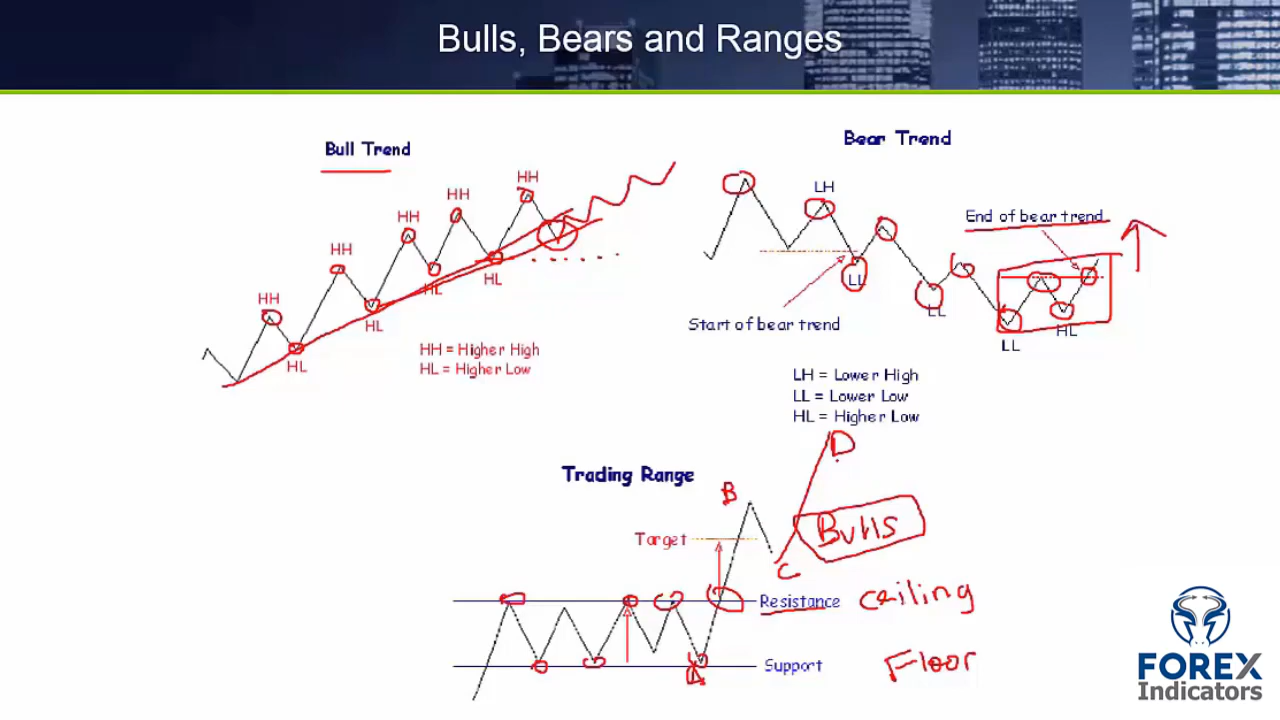 Bulls, Bears and Ranges
Bull Trend
HH
HH
HH
HH
HH
HL
HL
HL
HL
HH = Higher High
HL = Higher Low
Bear Trend
LH
End of bear trend
LL
LL
LL
HL
Start of bear trend
LH = Lower High
LL = Lower Low
HL = Higher Low
Trading Range
B
D
Target
Bulls
C
Resistance
ceiling
A
Support
Floor
FOREX
Indicators